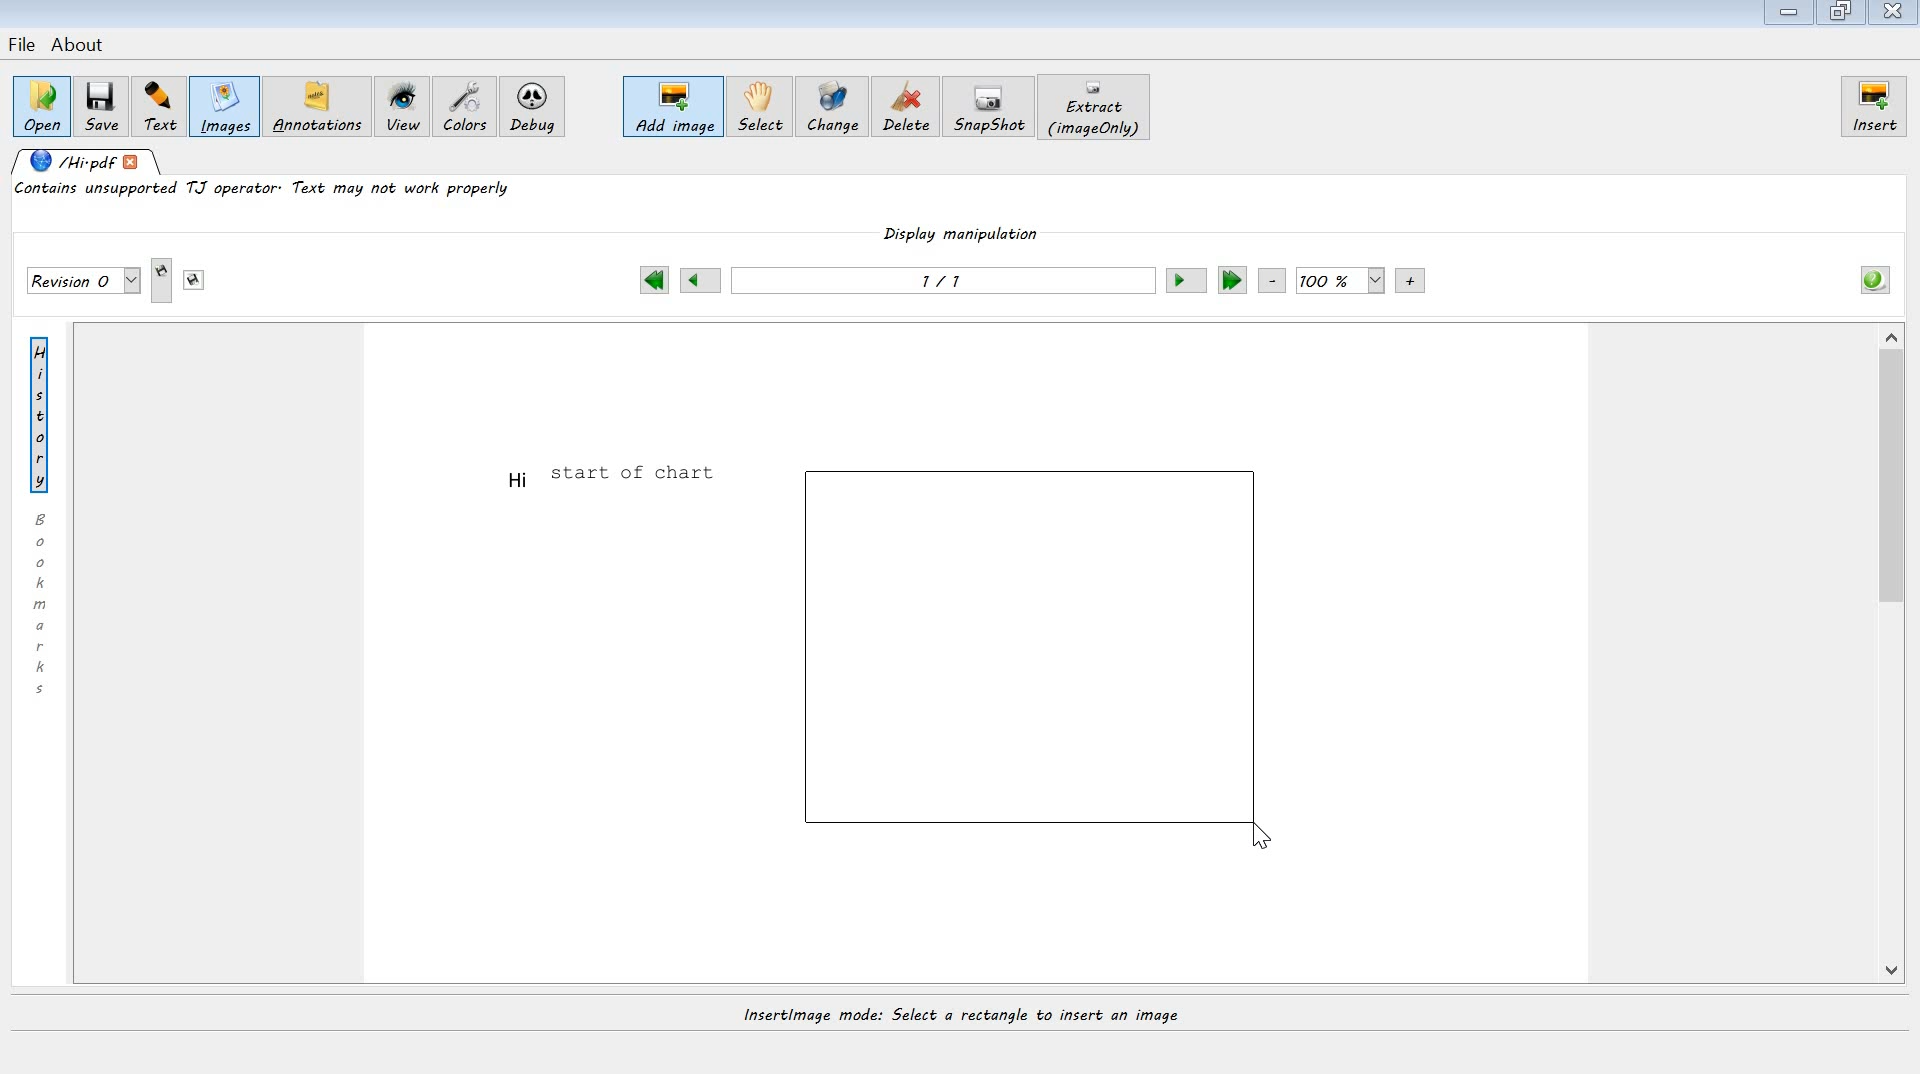 File About
Open Save Text Images Annotations View Colors Debug Add image Select Change Delete SnapShot Extract (imageOnly) Insert
/Hi.pdf
Contains unsupported TJ operator. Text may not work properly
Display manipulation
Revision 0 1 / 1 - 100 % +
History
Bookmarks
Hi start of chart
InsertImage mode: Select a rectangle to insert an image